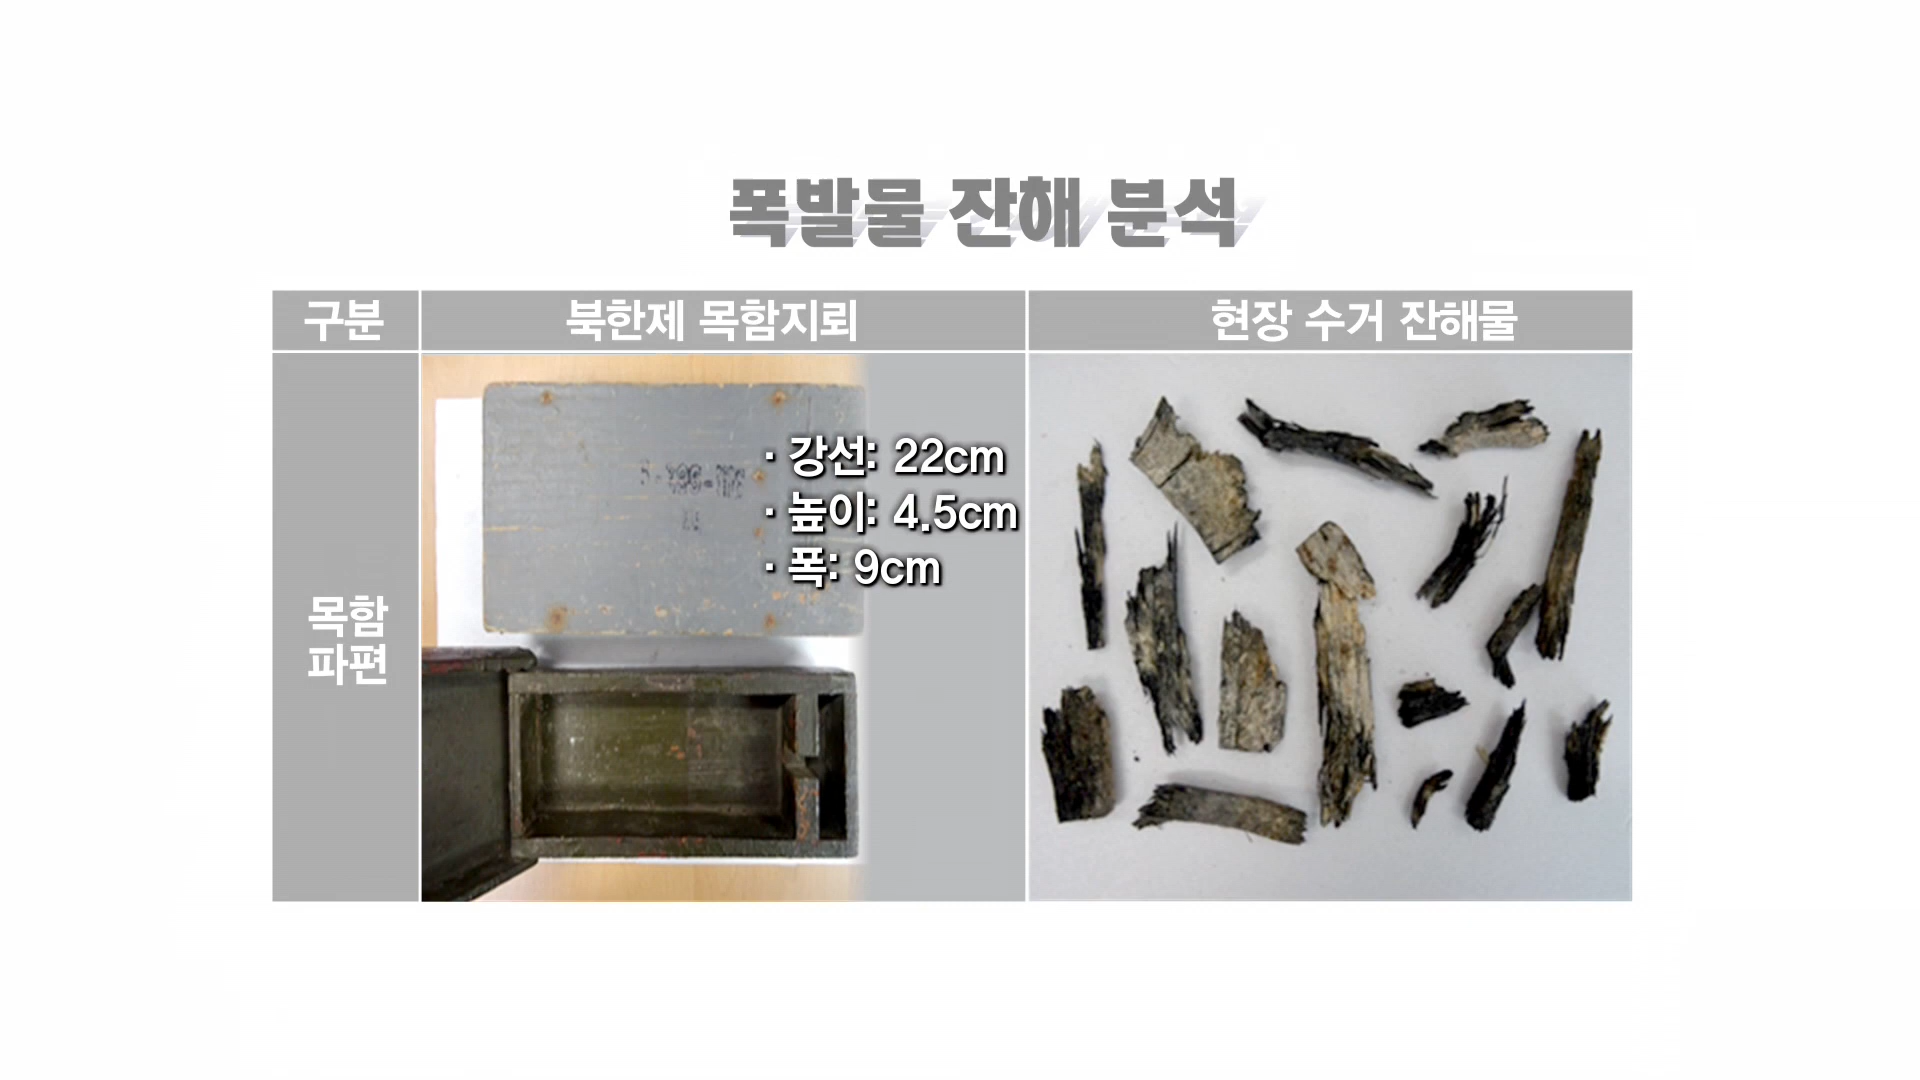 폭발물 잔해 분석
구분
북한제 목함지뢰
현장 수거 잔해물
목함
파편
· 강선: 22cm
· 높이: 4.5cm
· 폭: 9cm